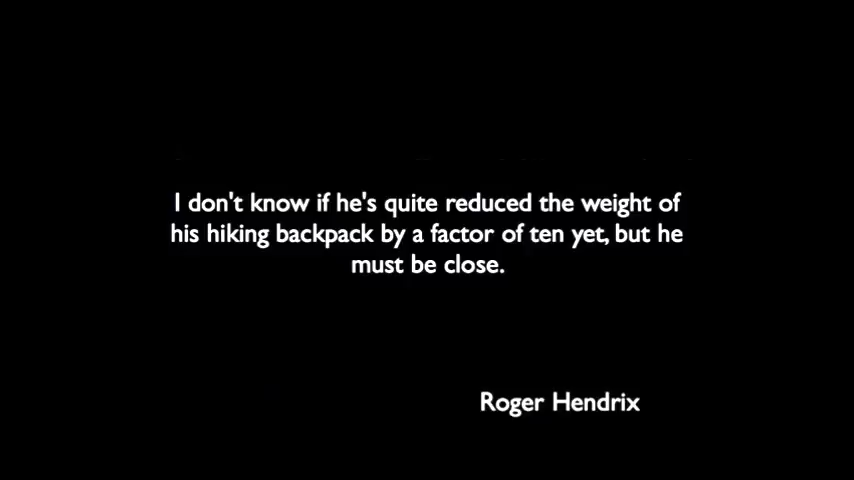 I don't know if he's quite reduced the weight of
his hiking backpack by a factor of ten yet, but he
must be close.
Roger Hendrix